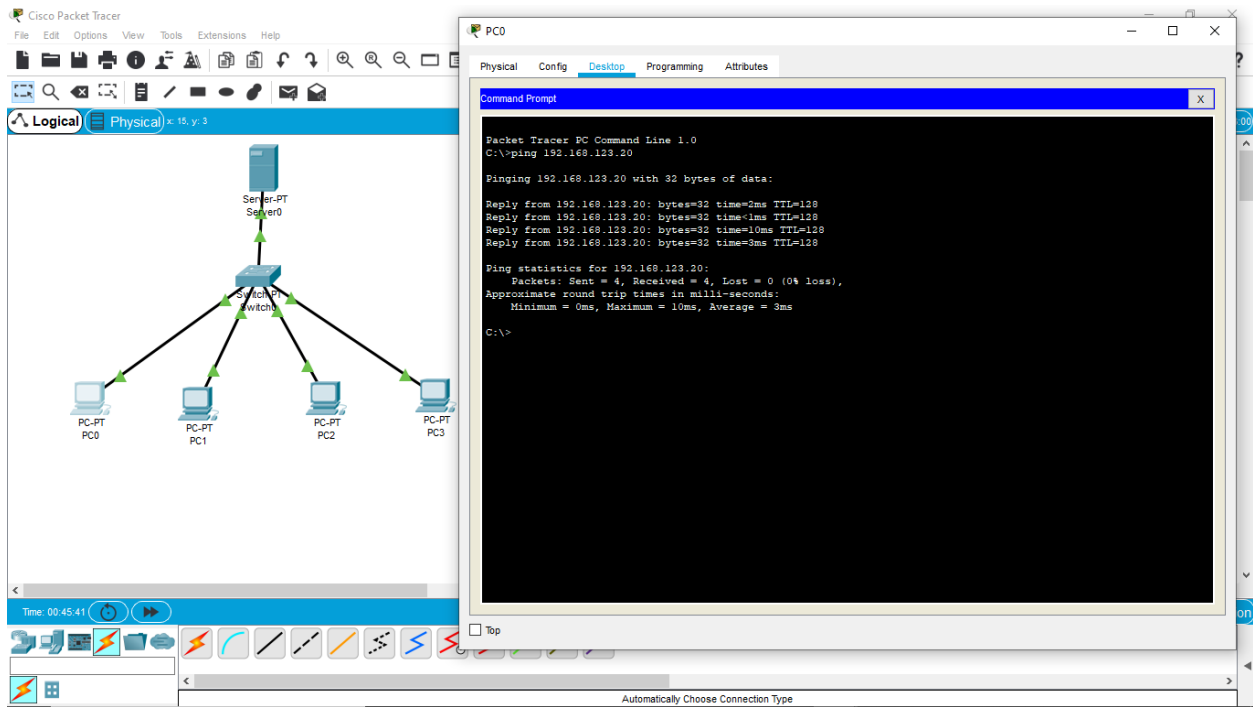 Cisco Packet Tracer
File Edit Options View Tools Extensions Help
Logical Physical x: 15, y: 3
Server-PT
Server0
Switch-PT
Switch0
PC-PT
PC0
PC-PT
PC1
PC-PT
PC2
PC-PT
PC3
Time: 00:45:41
PC0
Physical Config Desktop Programming Attributes
Command Prompt
X
Packet Tracer PC Command Line 1.0
C:\>ping 192.168.123.20
Pinging 192.168.123.20 with 32 bytes of data:
Reply from 192.168.123.20: bytes=32 time=2ms TTL=128
Reply from 192.168.123.20: bytes=32 time<1ms TTL=128
Reply from 192.168.123.20: bytes=32 time=10ms TTL=128
Reply from 192.168.123.20: bytes=32 time=3ms TTL=128
Ping statistics for 192.168.123.20:
Packets: Sent = 4, Received = 4, Lost = 0 (0% loss),
Approximate round trip times in milli-seconds:
Minimum = 0ms, Maximum = 10ms, Average = 3ms
C:\>
Top
Automatically Choose Connection Type